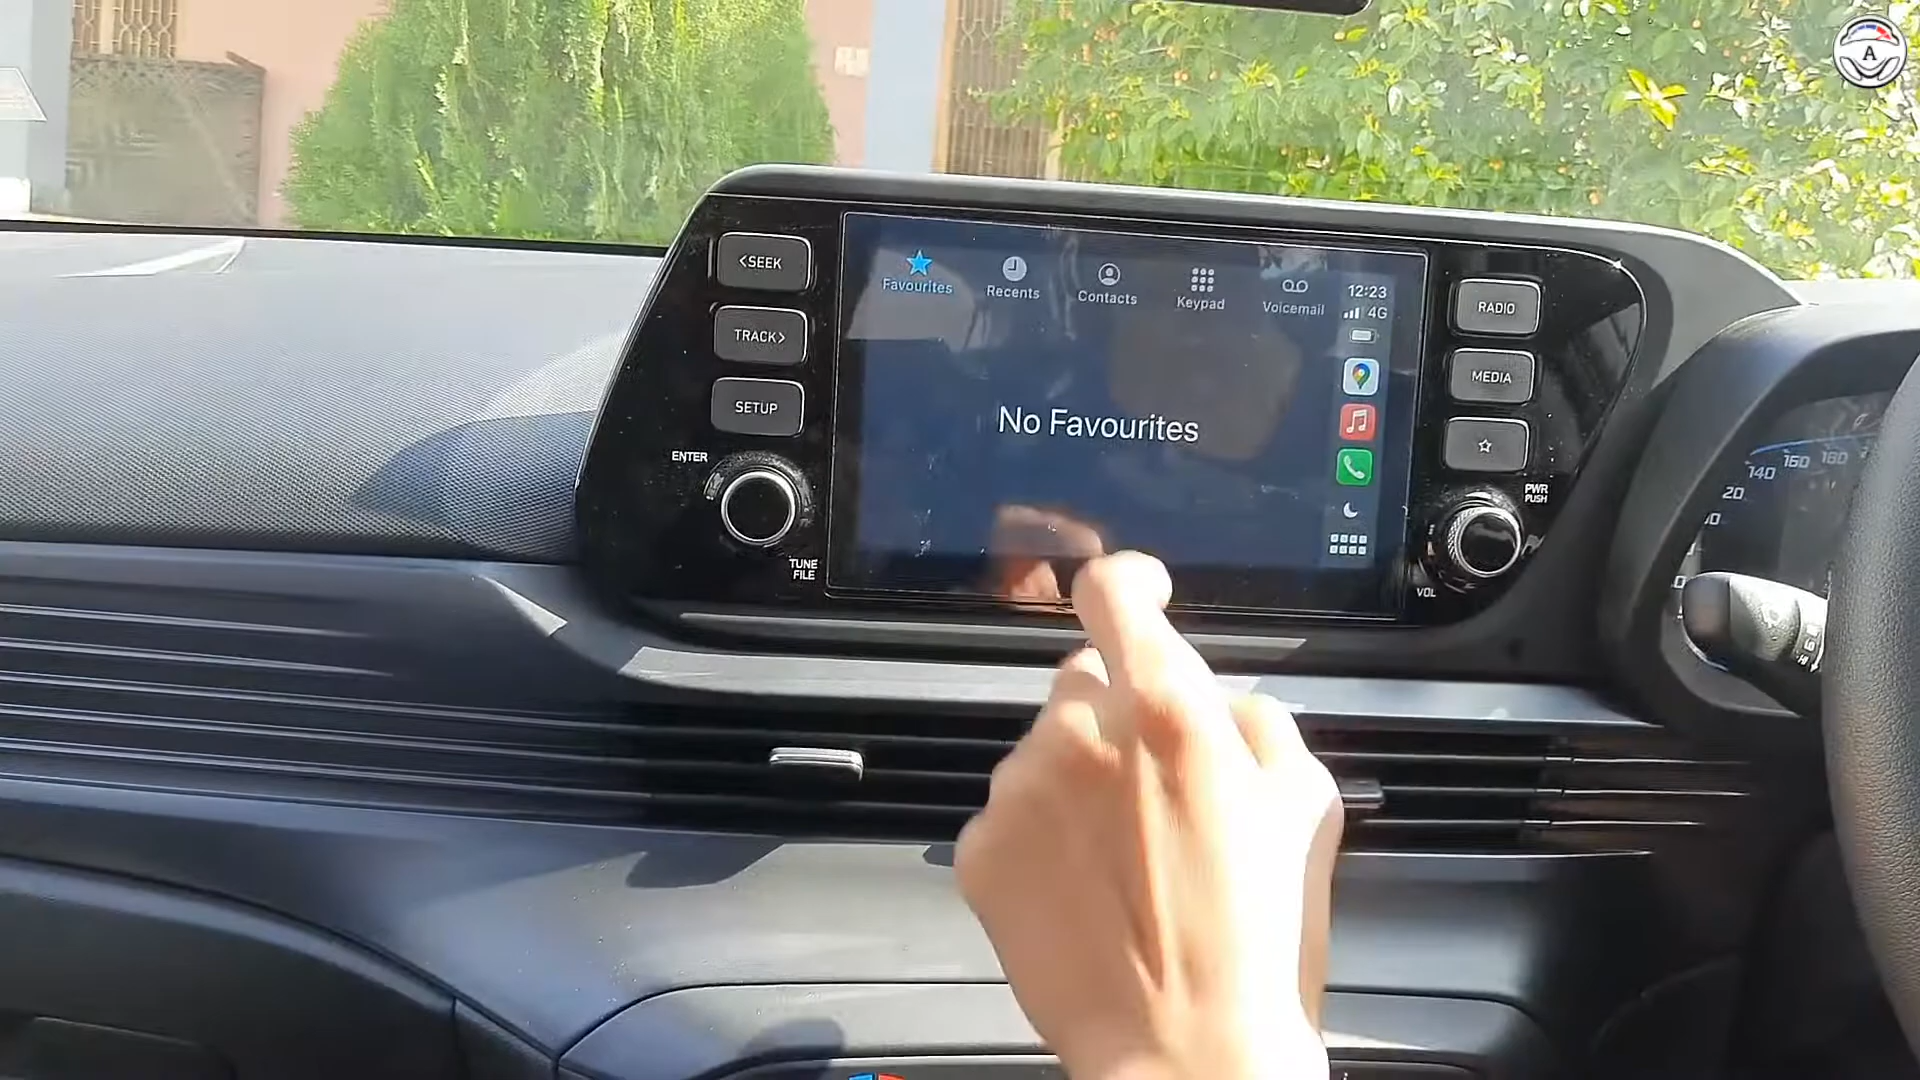 A
<SEEK
TRACK>
SETUP
ENTER
TUNE
FILE
Favourites
Recents
Contacts
Keypad
Voicemail
12:23
4G
No Favourites
RADIO
MEDIA
PWR
PUSH
VOL
140
160
180
20